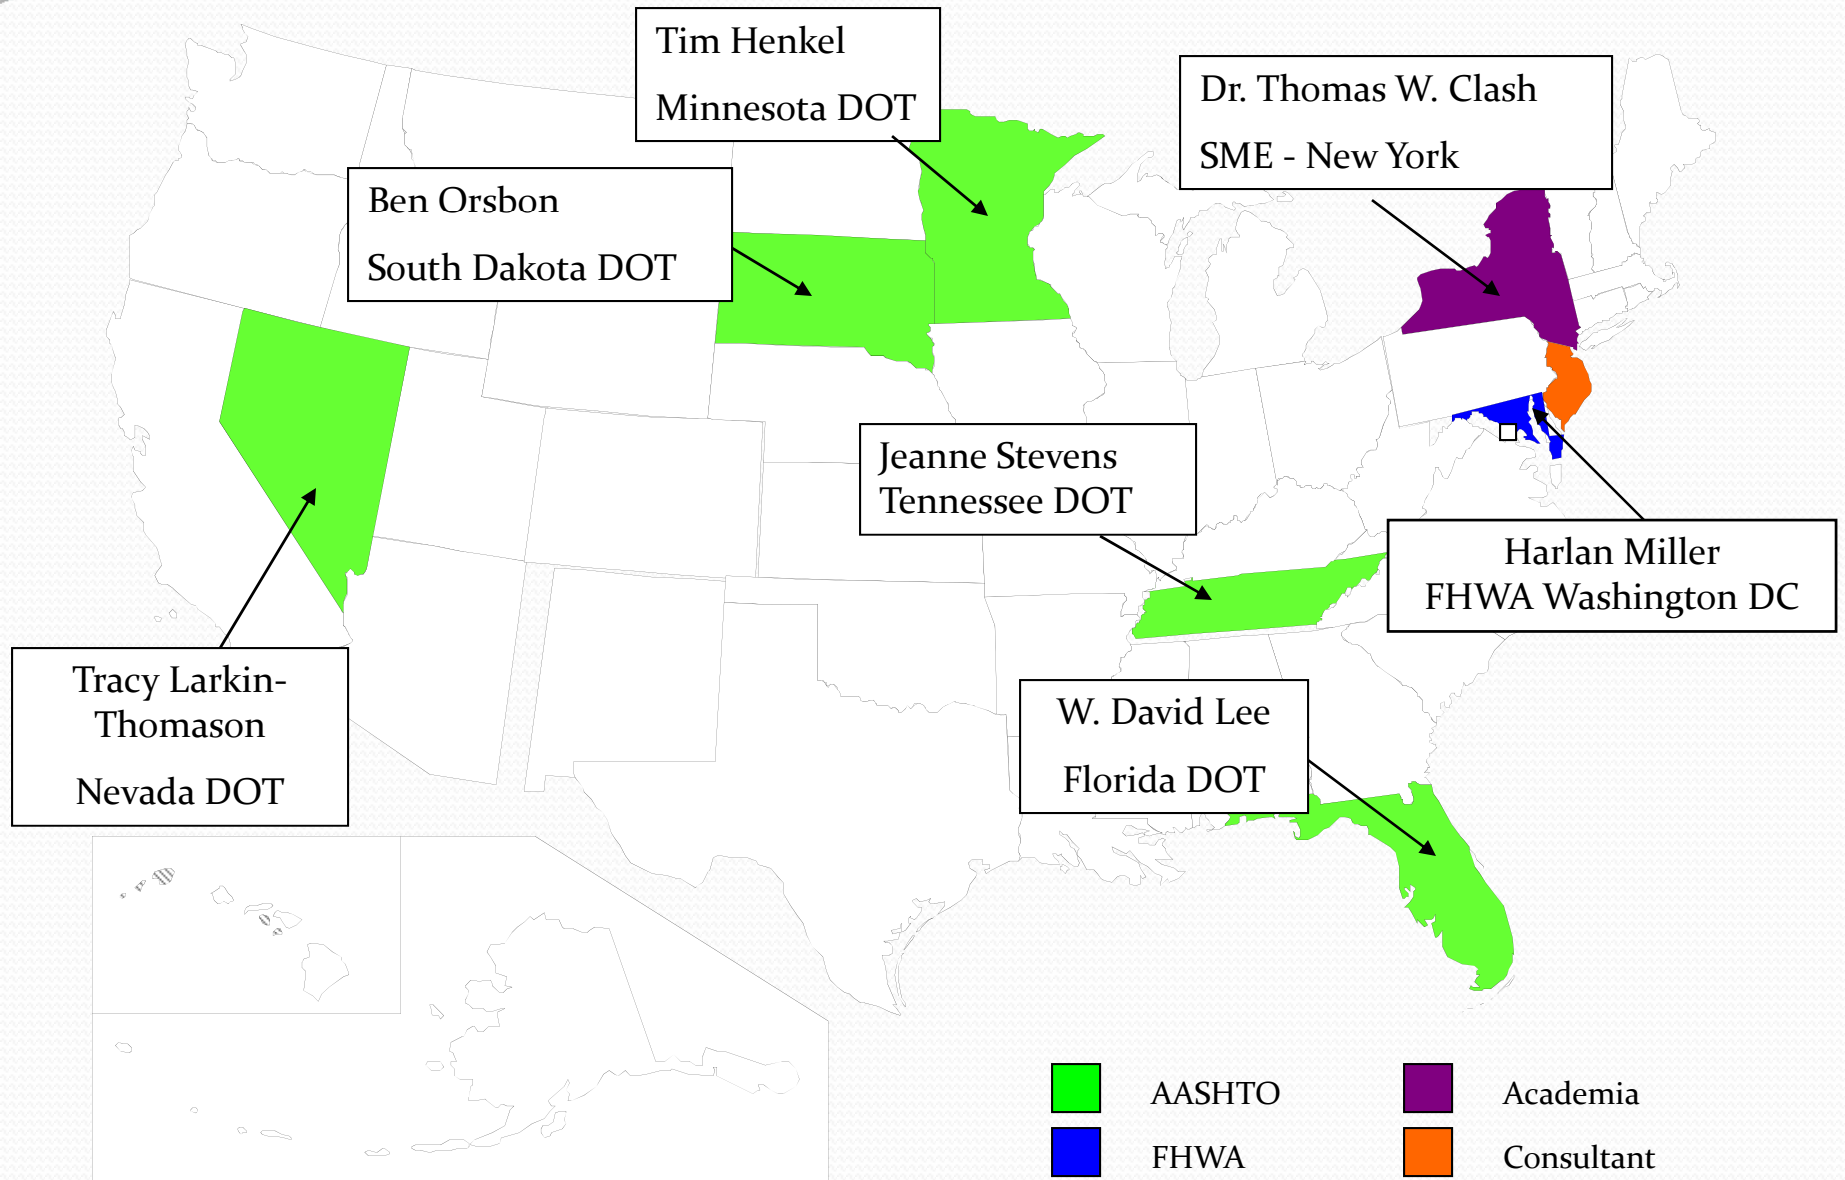 Tim Henkel
Minnesota DOT
Dr. Thomas W. Clash
SME - New York
Ben Orsbon
South Dakota DOT
Jeanne Stevens
Tennessee DOT
Harlan Miller
FHWA Washington DC
Tracy Larkin-
Thomason
Nevada DOT
W. David Lee
Florida DOT
AASHTO
Academia
FHWA
Consultant